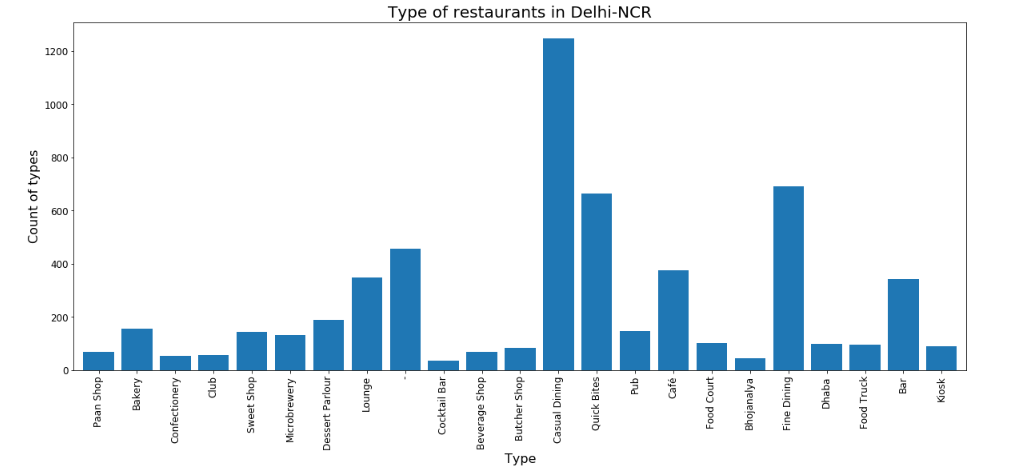 Type of restaurants in Delhi-NCR
Count of types
1200
1000
800
600
400
200
0
Paan Shop
Bakery
Confectionery
Club
Sweet Shop
Microbrewery
Dessert Parlour
Lounge
-
Cocktail Bar
Beverage Shop
Butcher Shop
Casual Dining
Quick Bites
Pub
Café
Food Court
Bhojanalya
Fine Dining
Dhaba
Food Truck
Bar
Kiosk
Type